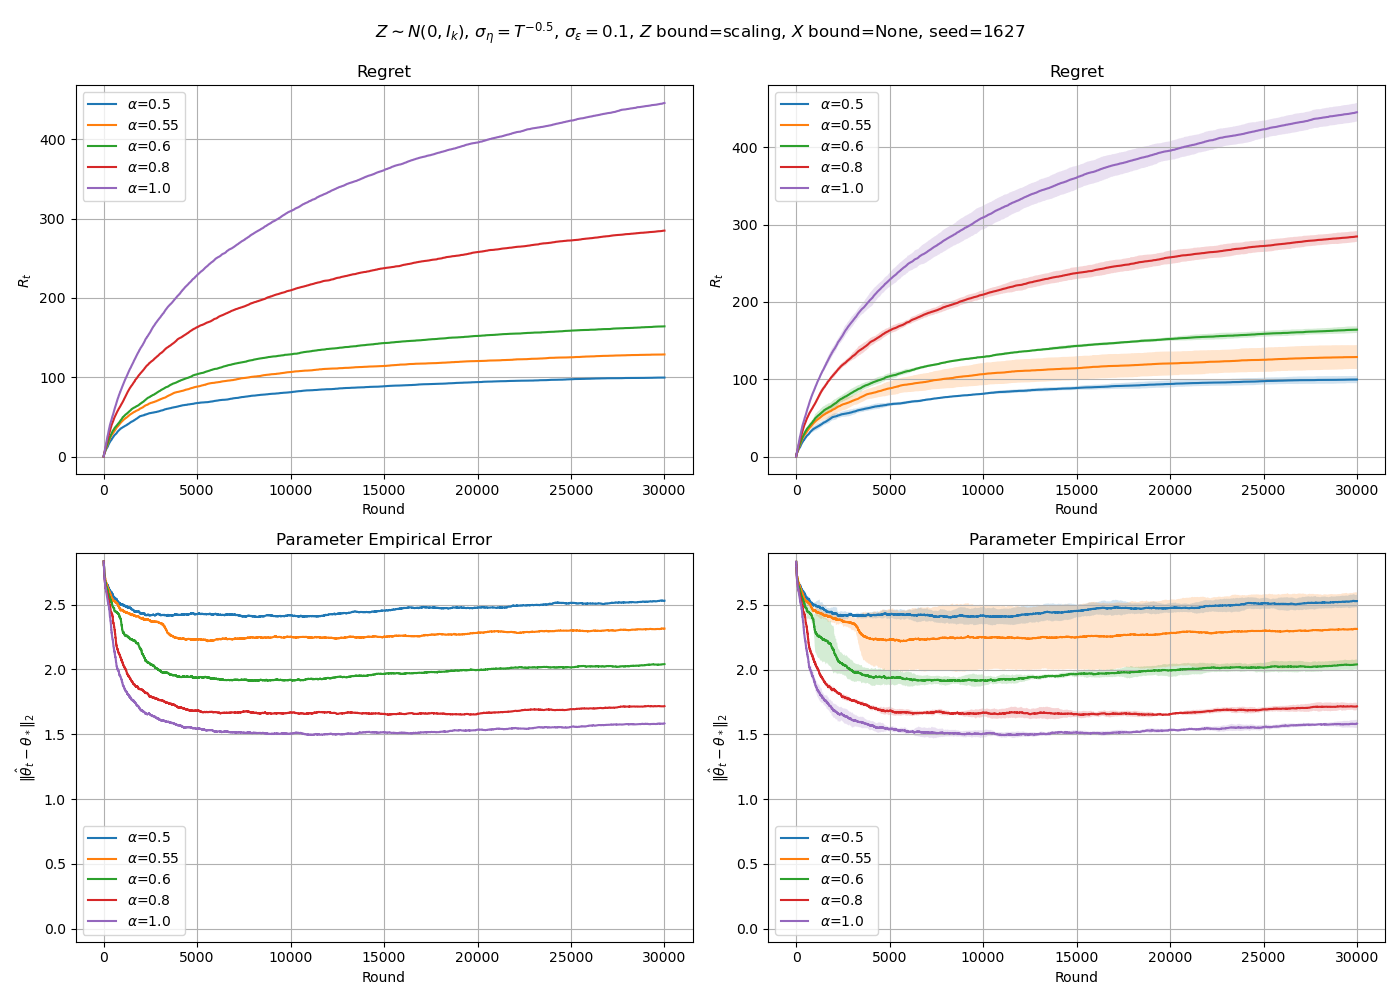 Z ~ N(0, I_k), σ_η = T^{−0.5}, σ_ε = 0.1, Z bound=scaling, X bound=None, seed=1627
Regret
α=0.5
α=0.55
α=0.6
α=0.8
α=1.0
400
300
200
100
0
R_t
0 5000 10000 15000 20000 25000 30000
Round
Regret
α=0.5
α=0.55
α=0.6
α=0.8
α=1.0
400
300
200
100
0
R_t
0 5000 10000 15000 20000 25000 30000
Round
Parameter Empirical Error
2.5
2.0
1.5
1.0
0.5
0.0
‖θ̂_t − θ_*‖_2
α=0.5
α=0.55
α=0.6
α=0.8
α=1.0
0 5000 10000 15000 20000 25000 30000
Round
Parameter Empirical Error
2.5
2.0
1.5
1.0
0.5
0.0
‖θ̂_t − θ_*‖_2
α=0.5
α=0.55
α=0.6
α=0.8
α=1.0
0 5000 10000 15000 20000 25000 30000
Round